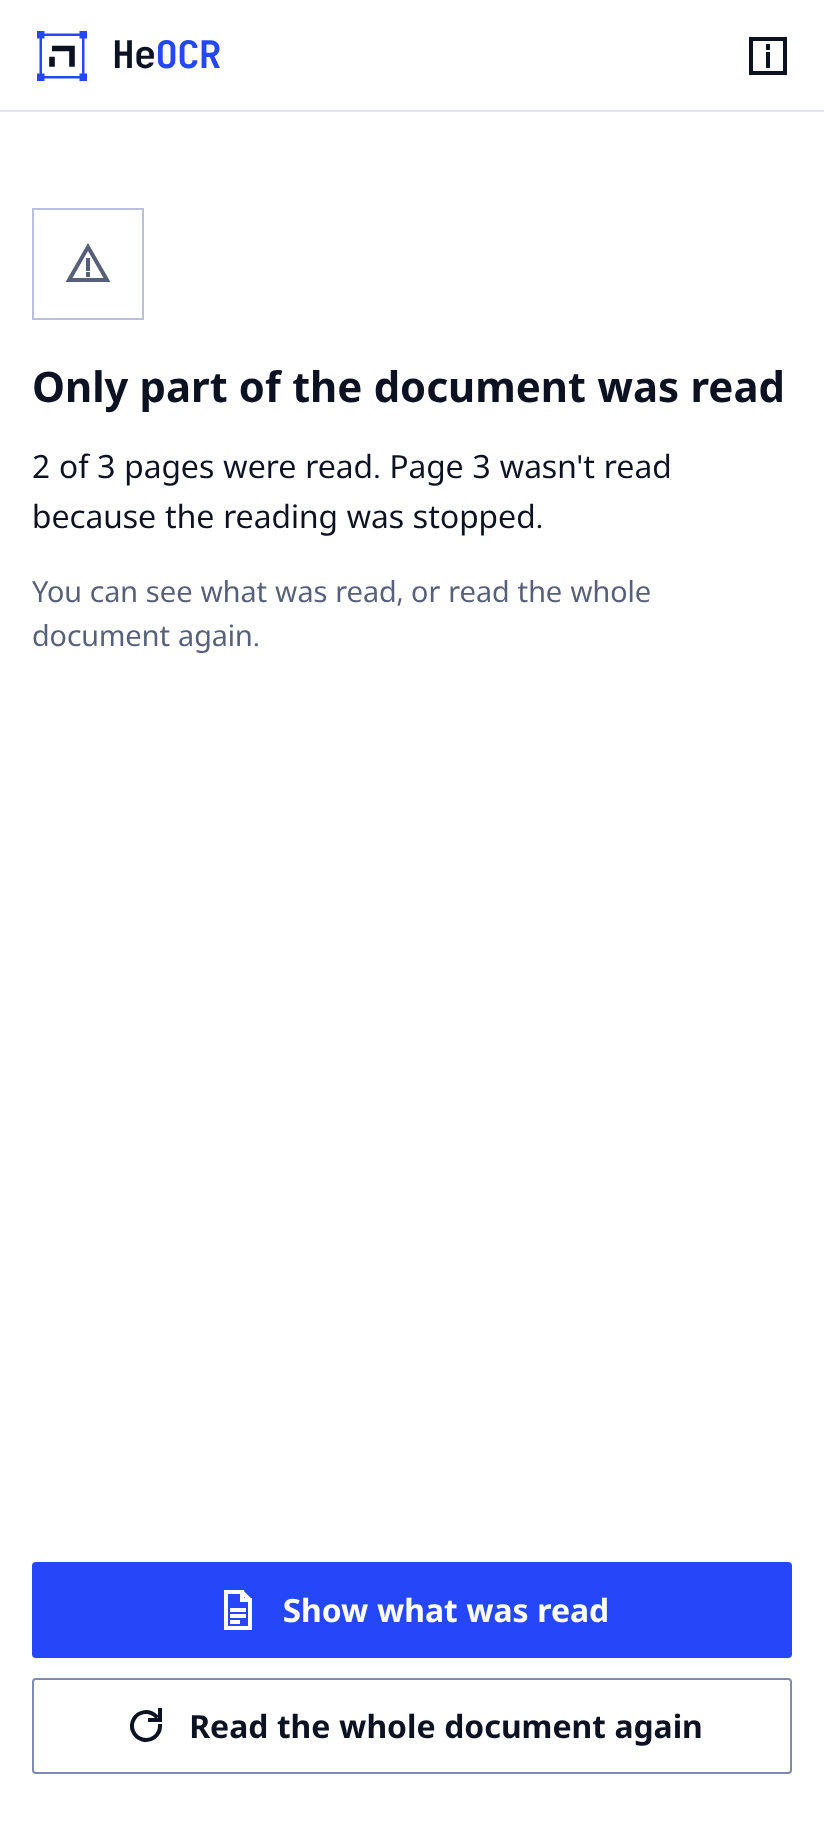 HeOCR
Only part of the document was read
2 of 3 pages were read. Page 3 wasn't read
because the reading was stopped.
You can see what was read, or read the whole
document again.
Show what was read
Read the whole document again